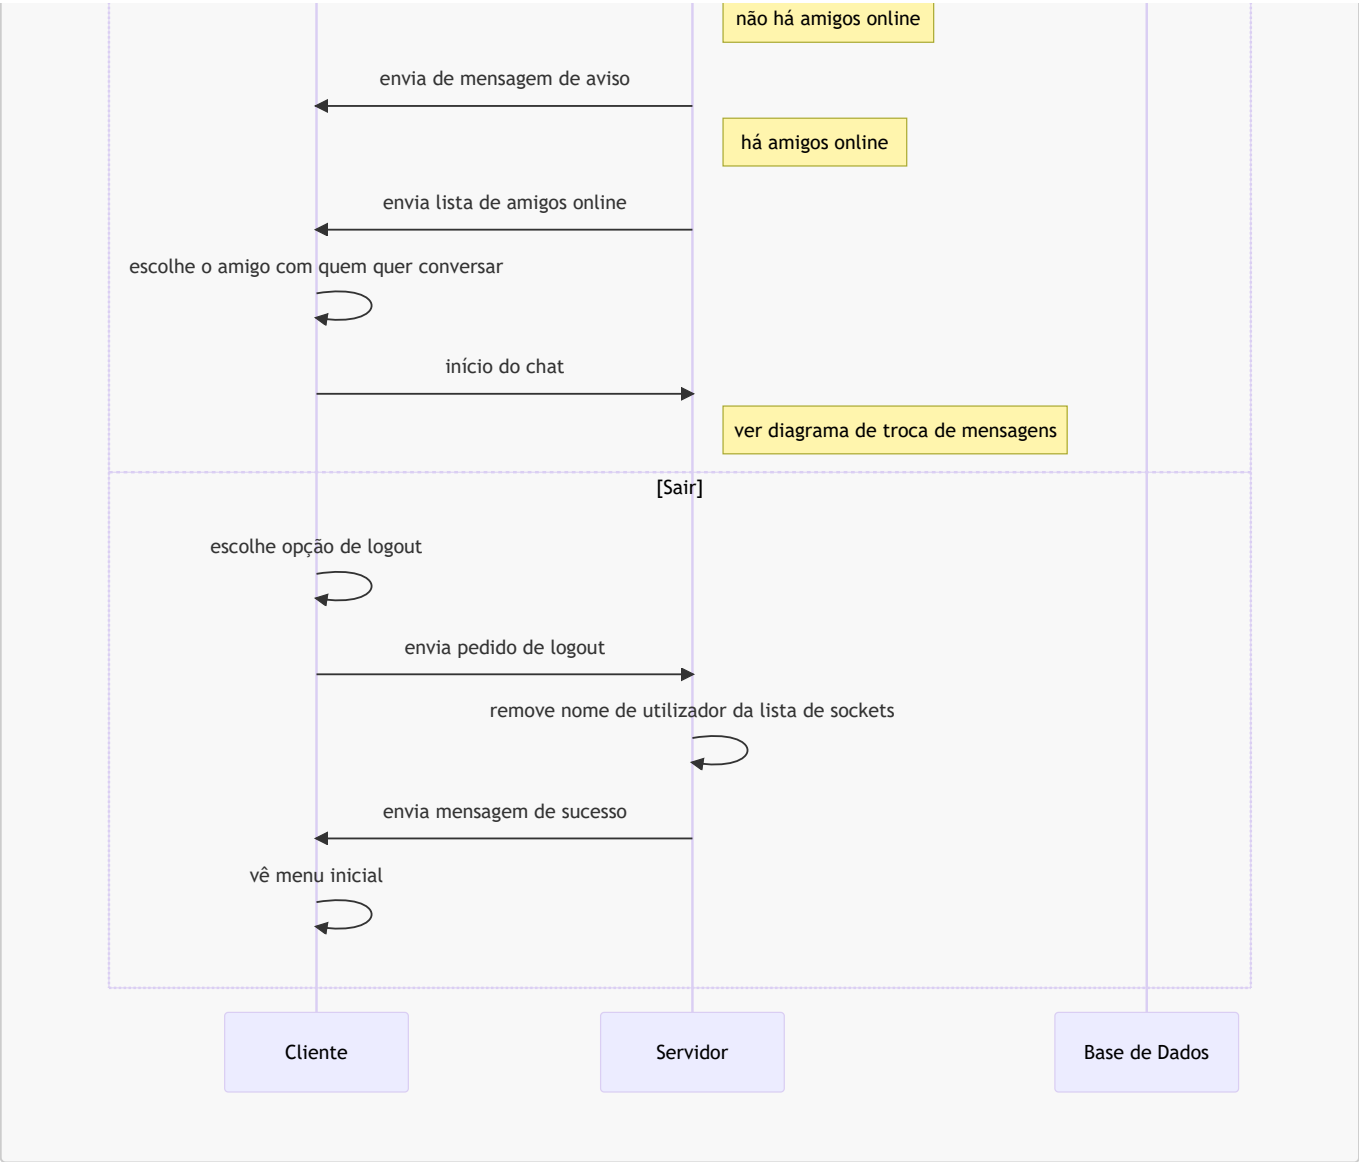 não há amigos online
envia de mensagem de aviso
há amigos online
envia lista de amigos online
escolhe o amigo com quem quer conversar
início do chat
ver diagrama de troca de mensagens
[Sair]
escolhe opção de logout
envia pedido de logout
remove nome de utilizador da lista de sockets
envia mensagem de sucesso
vê menu inicial
Cliente
Servidor
Base de Dados